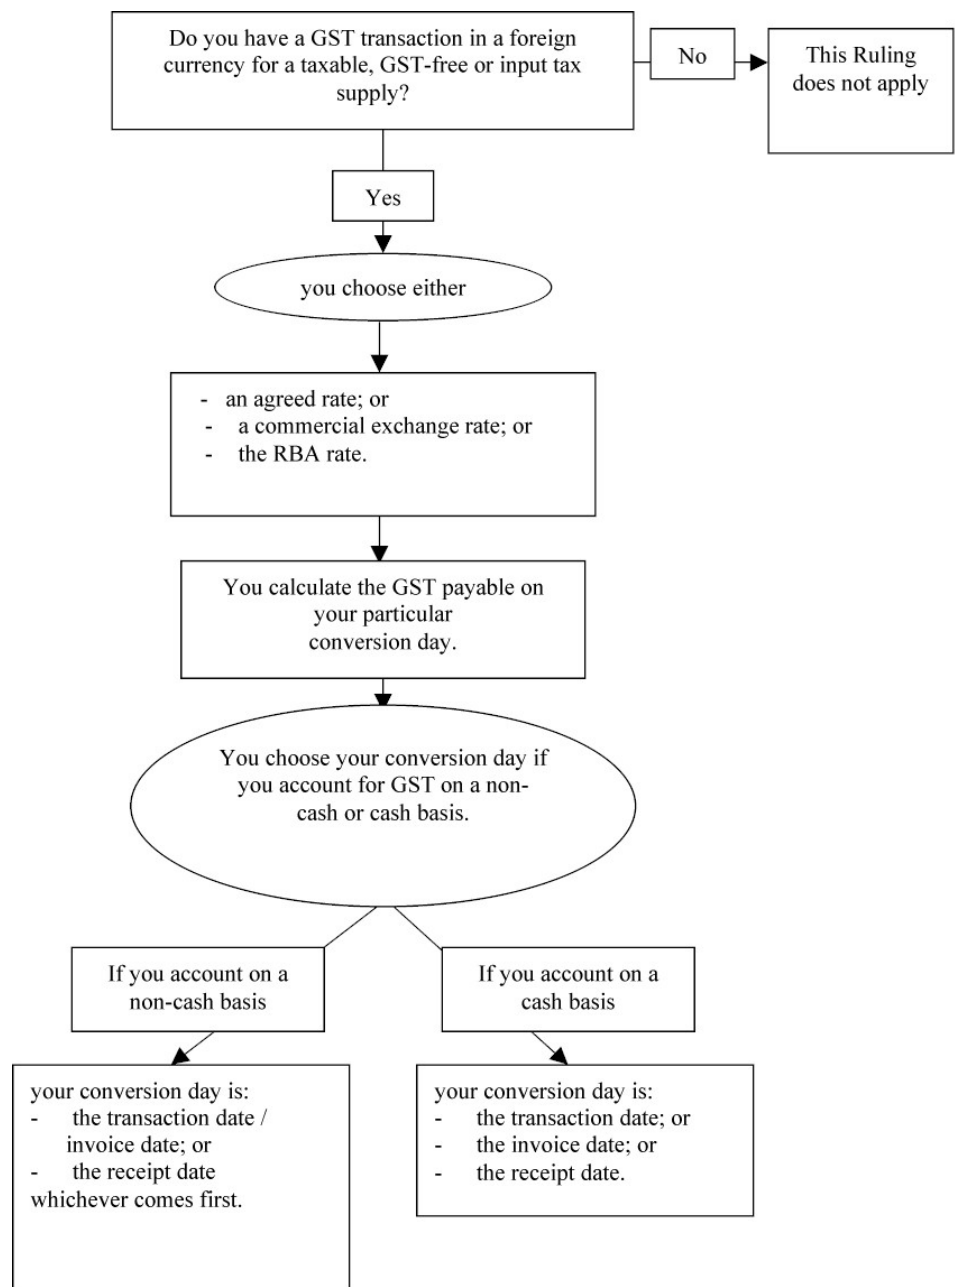 Do you have a GST transaction in a foreign
currency for a taxable, GST-free or input tax
supply?
No
This Ruling
does not apply
Yes
you choose either
- an agreed rate; or
- a commercial exchange rate; or
- the RBA rate.
You calculate the GST payable on
your particular
conversion day.
You choose your conversion day if
you account for GST on a non-
cash or cash basis.
If you account on a
non-cash basis
If you account on a
cash basis
your conversion day is:
- the transaction date /
invoice date; or
- the receipt date
whichever comes first.
your conversion day is:
- the transaction date; or
- the invoice date; or
- the receipt date.